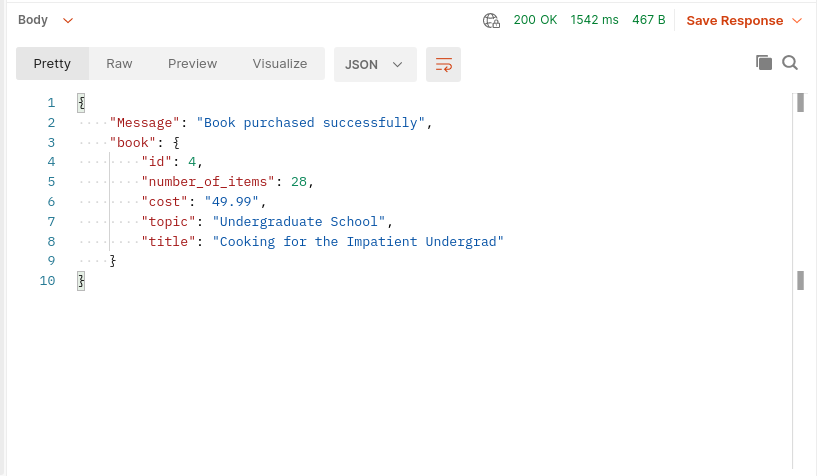 Body 200 OK 1542 ms 467 B Save Response
Pretty Raw Preview Visualize JSON
1 {
2 "Message": "Book purchased successfully",
3 "book": {
4 "id": 4,
5 "number_of_items": 28,
6 "cost": "49.99",
7 "topic": "Undergraduate School",
8 "title": "Cooking for the Impatient Undergrad"
9 }
10 }